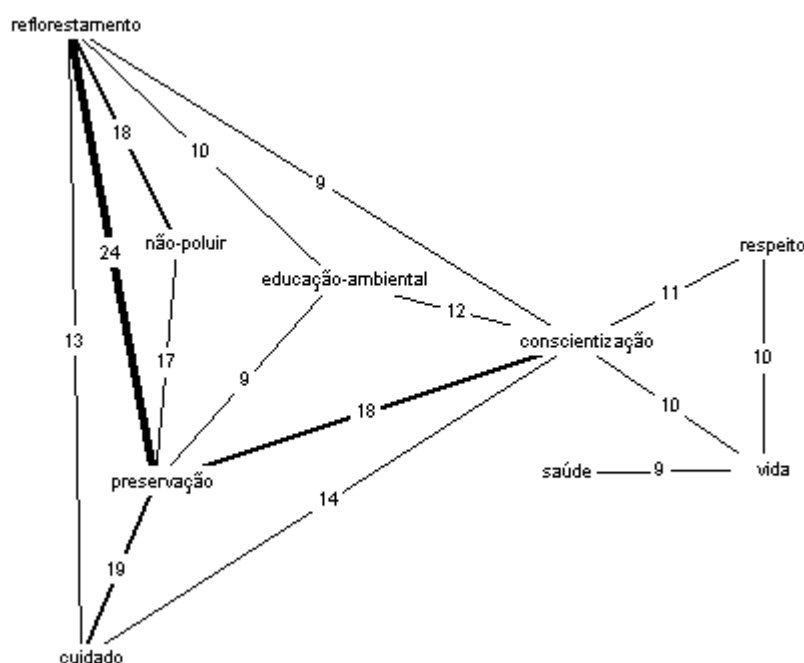 reflorestamento
18
10
9
não-poluir
respeito
24
educação-ambiental
11
12
13
conscientização
17
10
9
18
10
preservação
saúde
9
vida
14
19
cuidado